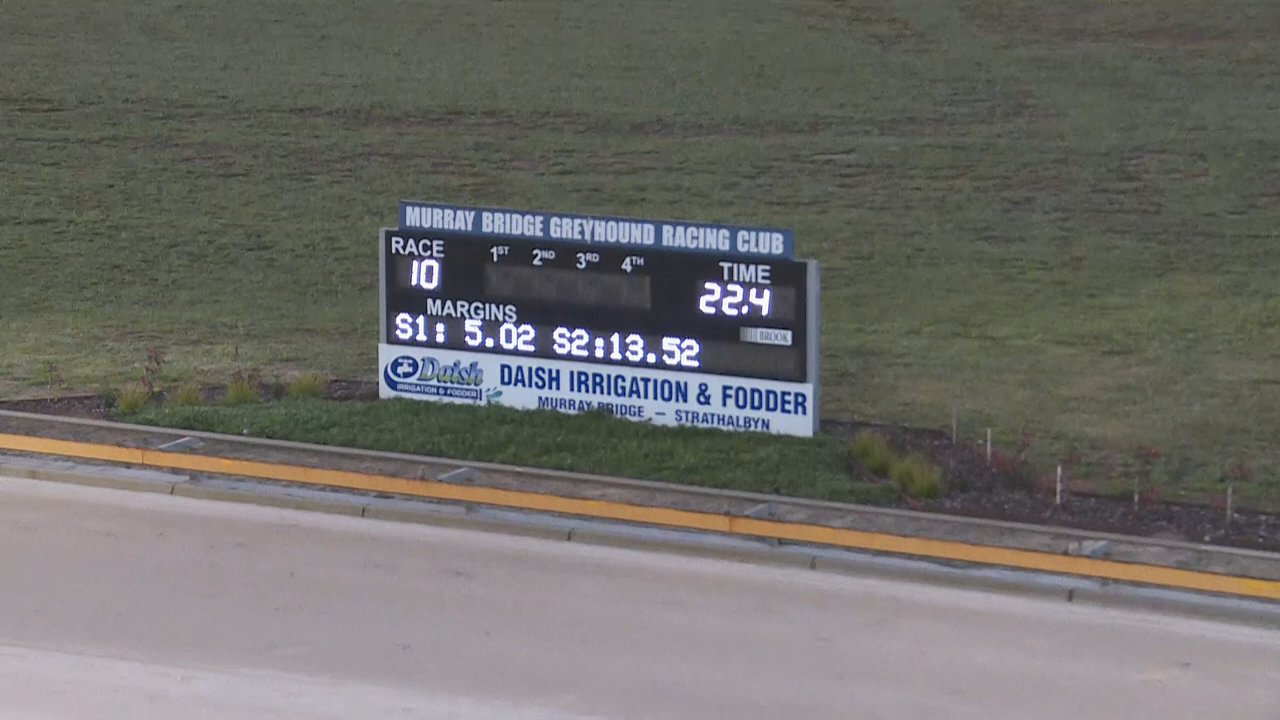 MURRAY BRIDGE GREYHOUND RACING CLUB
RACE 1ST 2ND 3RD 4TH TIME
10 22.4
MARGINS
BROOK
S1: 5.02 S2:13.52
Daish
IRRIGATION & FODDER
DAISH IRRIGATION & FODDER
MURRAY BRIDGE – STRATHALBYN